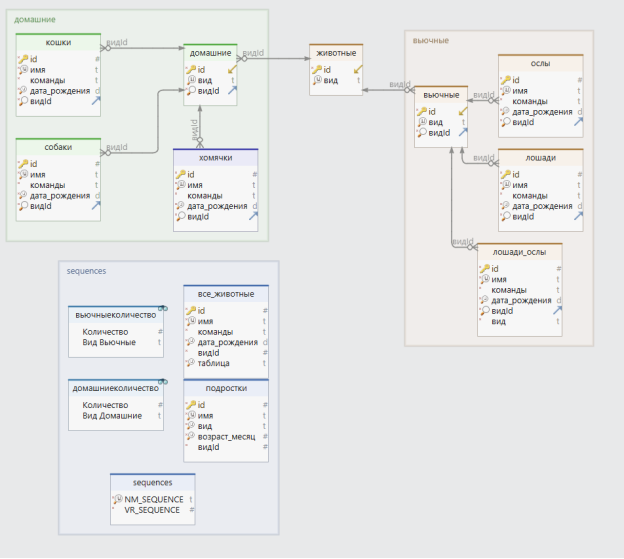 домашние
кошки
id #
имя t
команды t
дата_рождения d
видId
собаки
id #
имя t
команды t
дата_рождения d
видId
видId
видId
домашние
id
вид t
видId
видId
видId
хомячки
id #
имя t
команды t
дата_рождения d
видId
животные
id
вид t
вьючные
видId
вьючные
id
вид t
видId
видId
ослы
id #
имя t
команды t
дата_рождения d
видId
видId
лошади
id #
имя t
команды t
дата_рождения d
видId
видId
лошади_ослы
id #
имя t
команды t
дата_рождения d
видId
вид t
sequences
вьючныеколичество
Количество #
Вид Вьючные t
домашниеколичество
Количество #
Вид Домашние t
все_животные
id #
имя t
команды t
дата_рождения d
видId #
таблица t
подростки
id #
имя t
вид t
возраст_месяц #
видId #
sequences
NM_SEQUENCE t
VR_SEQUENCE #